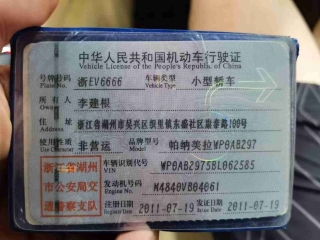 中华人民共和国机动车行驶证
Vehicle License of the People's Republic of China
号牌号码 浙EV6666 车辆类型 小型轿车
Plate No. Vehicle Type
所有人 李建根
Owner
住址 浙江省湖州市吴兴区织里镇东盛社区康泰路100号
Address
使用性质 非营运 品牌型号 帕纳美拉WP0AB297
Use Character Model
浙江省湖州
市公安局交
通警察支队
车辆识别代号 WP0AB2975BL062585
VIN
发动机号码 M4840VB04061
Engine No.
注册日期 2011-07-19 发证日期 2011-07-19
Register Date Issue Date